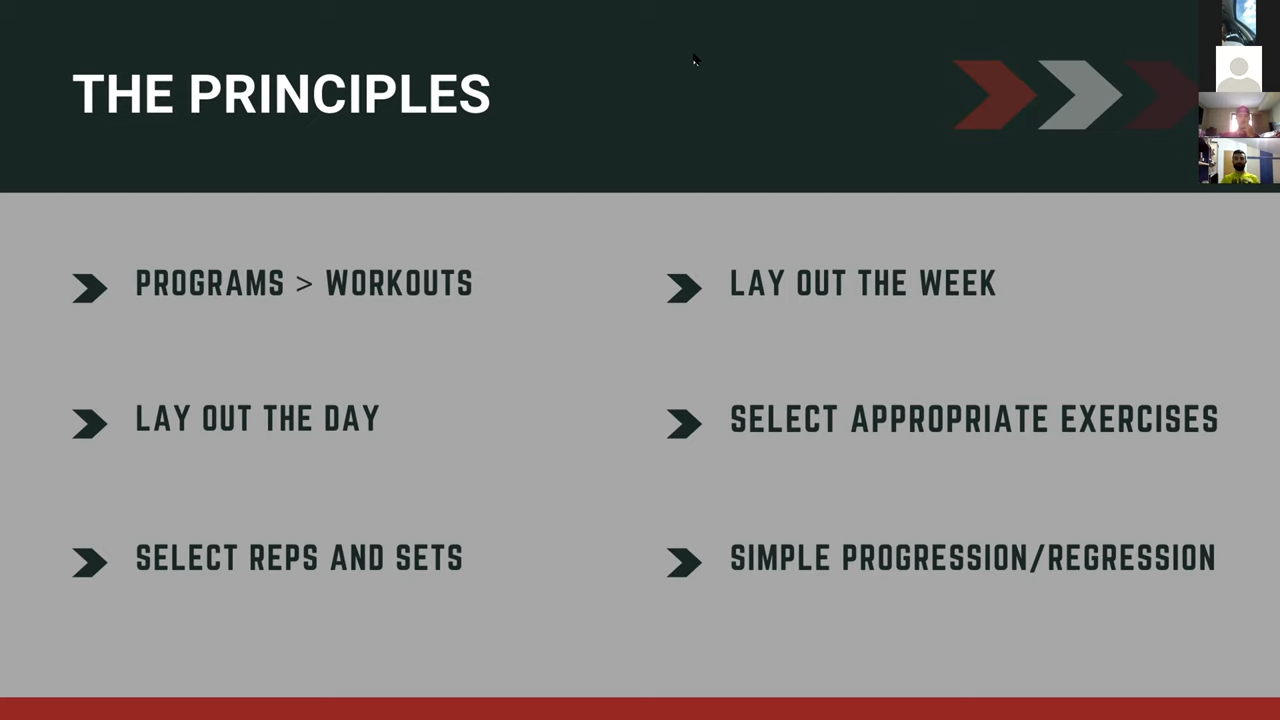 THE PRINCIPLES
PROGRAMS > WORKOUTS
LAY OUT THE WEEK
LAY OUT THE DAY
SELECT APPROPRIATE EXERCISES
SELECT REPS AND SETS
SIMPLE PROGRESSION/REGRESSION